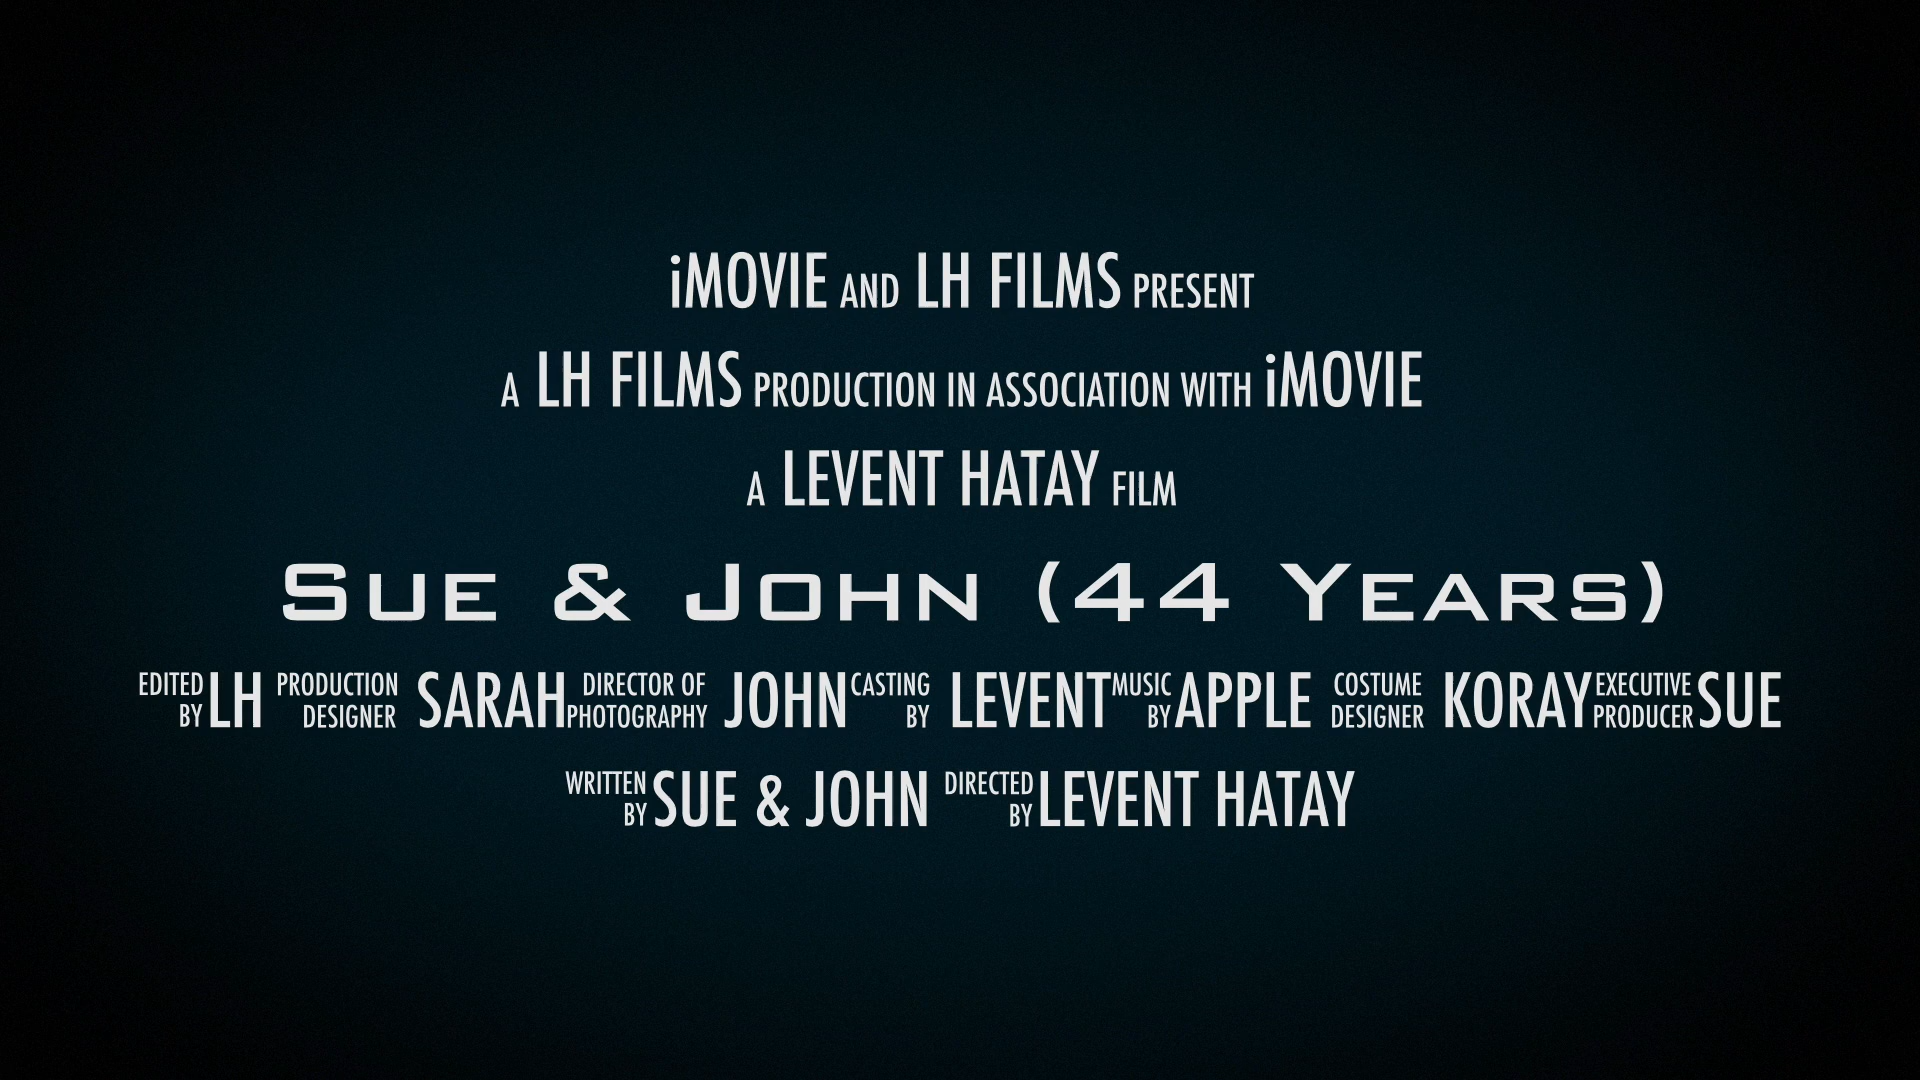 iMOVIE AND LH FILMS PRESENT
A LH FILMS PRODUCTION IN ASSOCIATION WITH iMOVIE
A LEVENT HATAY FILM
SUE & JOHN (44 YEARS)
EDITED BY LH PRODUCTION DESIGNER SARAH DIRECTOR OF PHOTOGRAPHY JOHN CASTING BY LEVENT MUSIC BY APPLE COSTUME DESIGNER KORAY EXECUTIVE PRODUCER SUE
WRITTEN BY SUE & JOHN DIRECTED BY LEVENT HATAY